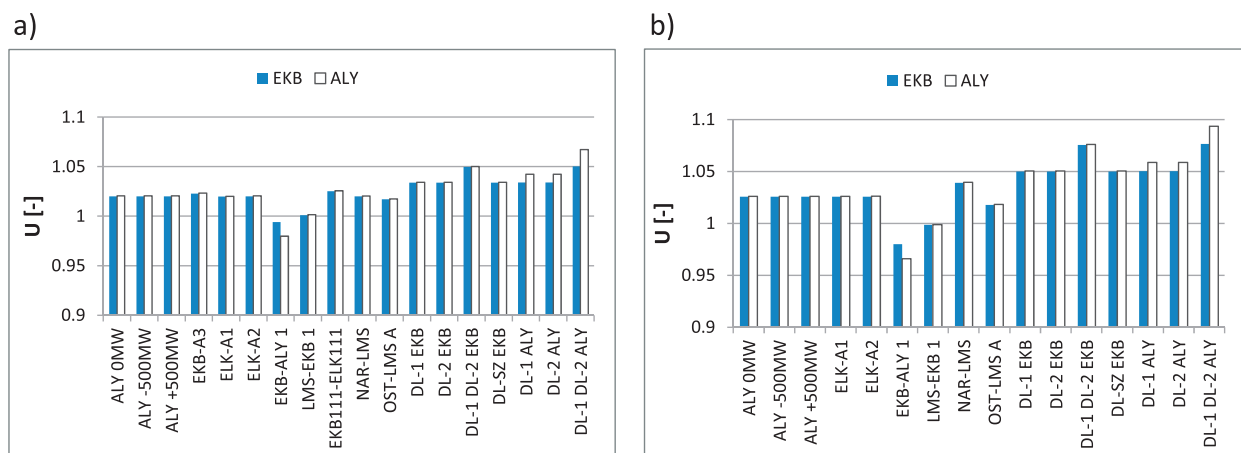 a)
EKB ALY
U [-]
1.1
1.05
1
0.95
0.9
ALY 0MW
ALY -500MW
ALY +500MW
EKB-A3
ELK-A1
ELK-A2
EKB-ALY 1
LMS-EKB 1
EKB111-ELK111
NAR-LMS
OST-LMS A
DL-1 EKB
DL-2 EKB
DL-1 DL-2 EKB
DL-SZ EKB
DL-1 ALY
DL-2 ALY
DL-1 DL-2 ALY
b)
EKB ALY
U [-]
1.1
1.05
1
0.95
0.9
ALY 0MW
ALY -500MW
ALY +500MW
ELK-A1
ELK-A2
EKB-ALY 1
LMS-EKB 1
NAR-LMS
OST-LMS A
DL-1 EKB
DL-2 EKB
DL-1 DL-2 EKB
DL-SZ EKB
DL-1 ALY
DL-2 ALY
DL-1 DL-2 ALY